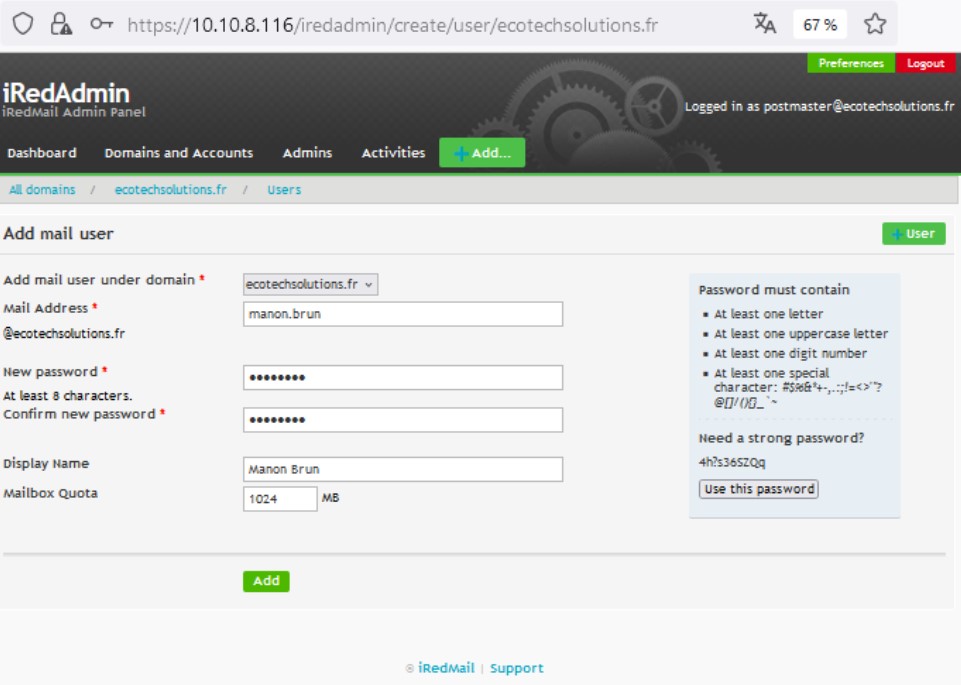 https://10.10.8.116/iredadmin/create/user/ecotechsolutions.fr 67 %
Preferences Logout
iRedAdmin
iRedMail Admin Panel
Logged in as postmaster@ecotechsolutions.fr
Dashboard Domains and Accounts Admins Activities + Add...
All domains / ecotechsolutions.fr / Users
Add mail user + User
Add mail user under domain * ecotechsolutions.fr
Mail Address * manon.brun
@ecotechsolutions.fr
New password * ••••••••
At least 8 characters.
Confirm new password * ••••••••
Display Name Manon Brun
Mailbox Quota 1024 MB
Password must contain
▪ At least one letter
▪ At least one uppercase letter
▪ At least one digit number
▪ At least one special
character: #$%&*+-,.:;!=<>'"?
@[]/(){}_`~
Need a strong password?
4h?s36SZQq
Use this password
Add
© iRedMail | Support